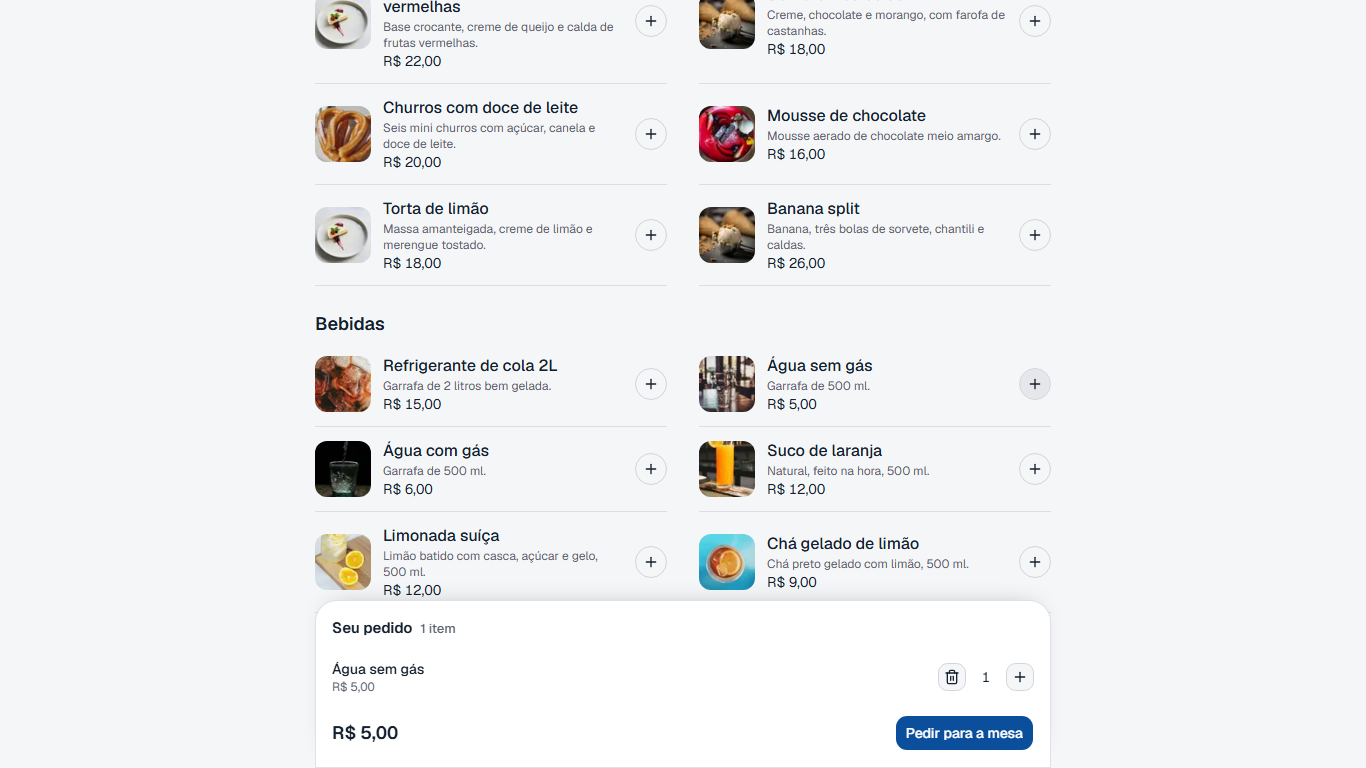 vermelhas
Base crocante, creme de queijo e calda de
frutas vermelhas.
R$ 22,00
Creme, chocolate e morango, com farofa de
castanhas.
R$ 18,00
Churros com doce de leite
Seis mini churros com açúcar, canela e
doce de leite.
R$ 20,00
Mousse de chocolate
Mousse aerado de chocolate meio amargo.
R$ 16,00
Torta de limão
Massa amanteigada, creme de limão e
merengue tostado.
R$ 18,00
Banana split
Banana, três bolas de sorvete, chantili e
caldas.
R$ 26,00
Bebidas
Refrigerante de cola 2L
Garrafa de 2 litros bem gelada.
R$ 15,00
Água sem gás
Garrafa de 500 ml.
R$ 5,00
Água com gás
Garrafa de 500 ml.
R$ 6,00
Suco de laranja
Natural, feito na hora, 500 ml.
R$ 12,00
Limonada suíça
Limão batido com casca, açúcar e gelo,
500 ml.
R$ 12,00
Chá gelado de limão
Chá preto gelado com limão, 500 ml.
R$ 9,00
Seu pedido 1 item
Água sem gás
R$ 5,00
1
R$ 5,00
Pedir para a mesa